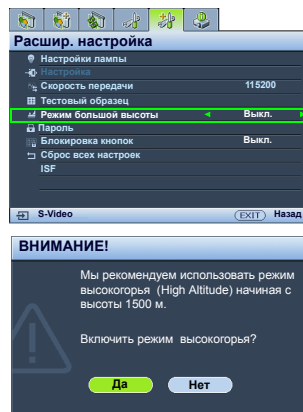 Расшир. настройка
Настройки лампы
Настройка
Скорость передачи 115200
Тестовый образец
Режим большой высоты Выкл.
Пароль
Блокировка кнопок Выкл.
Сброс всех настроек
ISF
S-Video EXIT Назад
ВНИМАНИЕ!
Мы рекомендуем использовать режим
высокогорья (High Altitude) начиная с
высоты 1500 м.
Включить режим высокогорья?
Да Нет